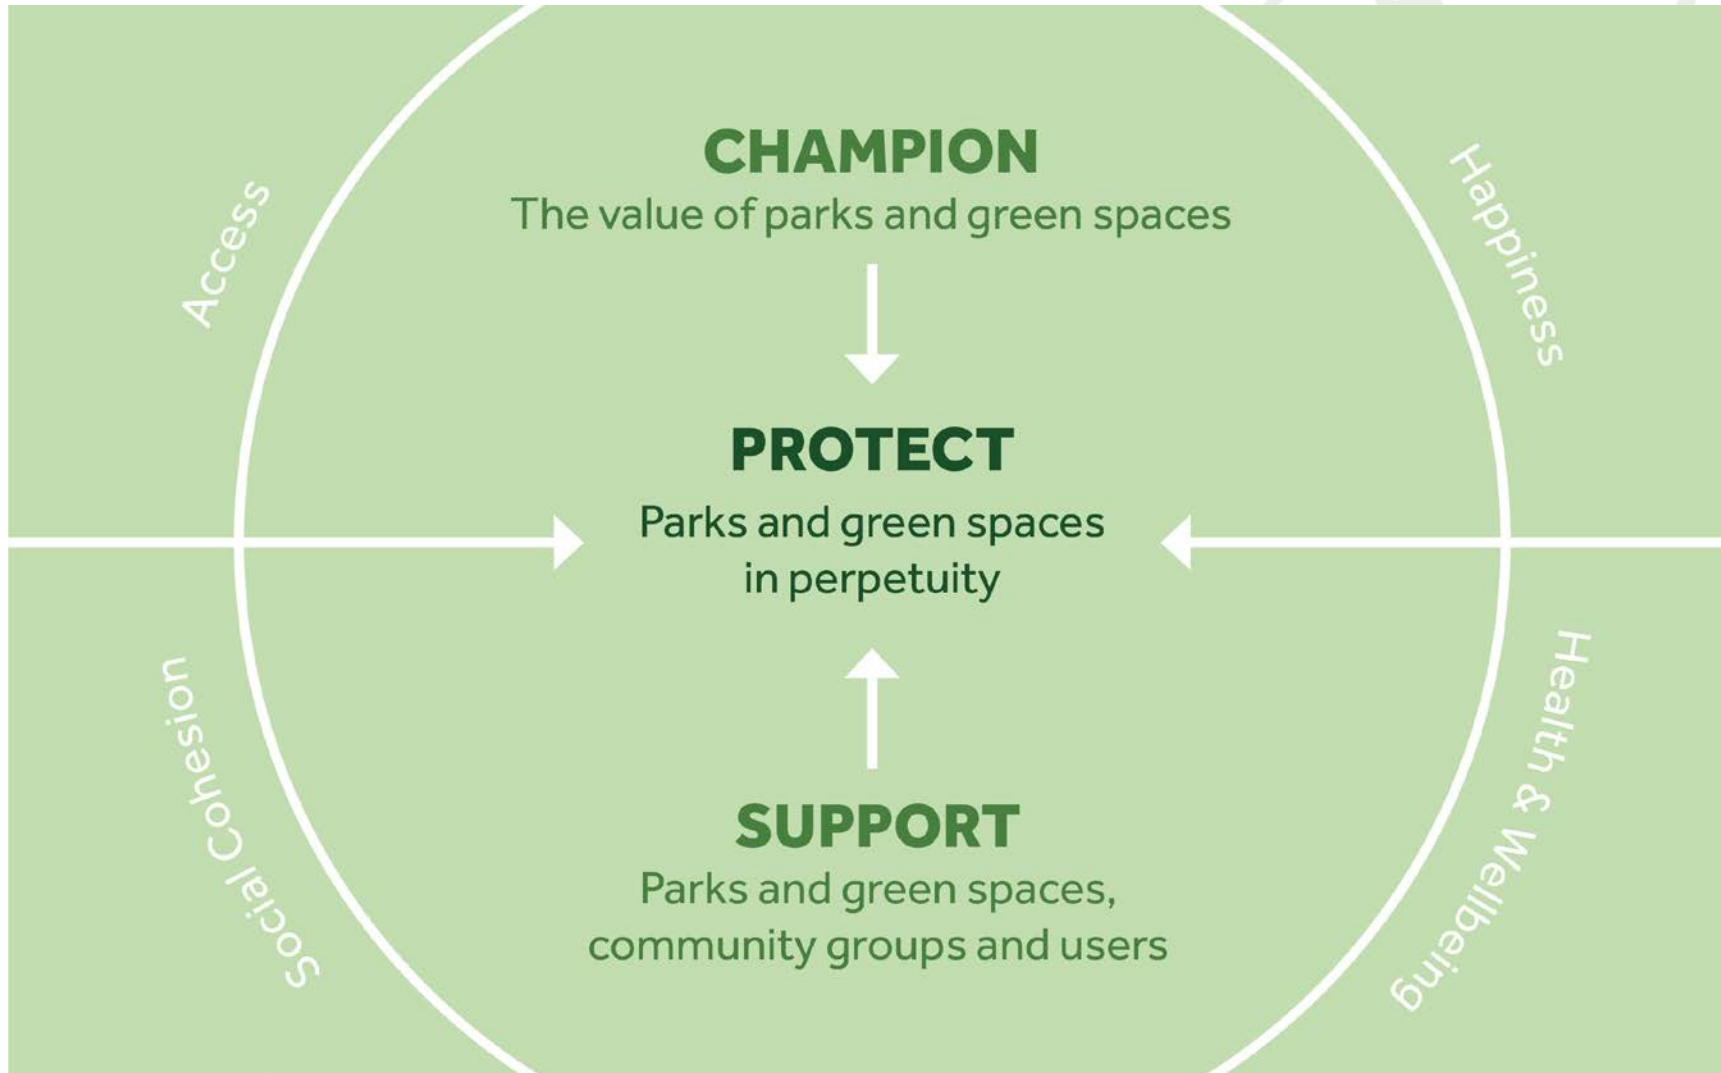 CHAMPION
The value of parks and green spaces
Access
Happiness
PROTECT
Parks and green spaces
in perpetuity
Social Cohesion
Health & Wellbeing
SUPPORT
Parks and green spaces,
community groups and users